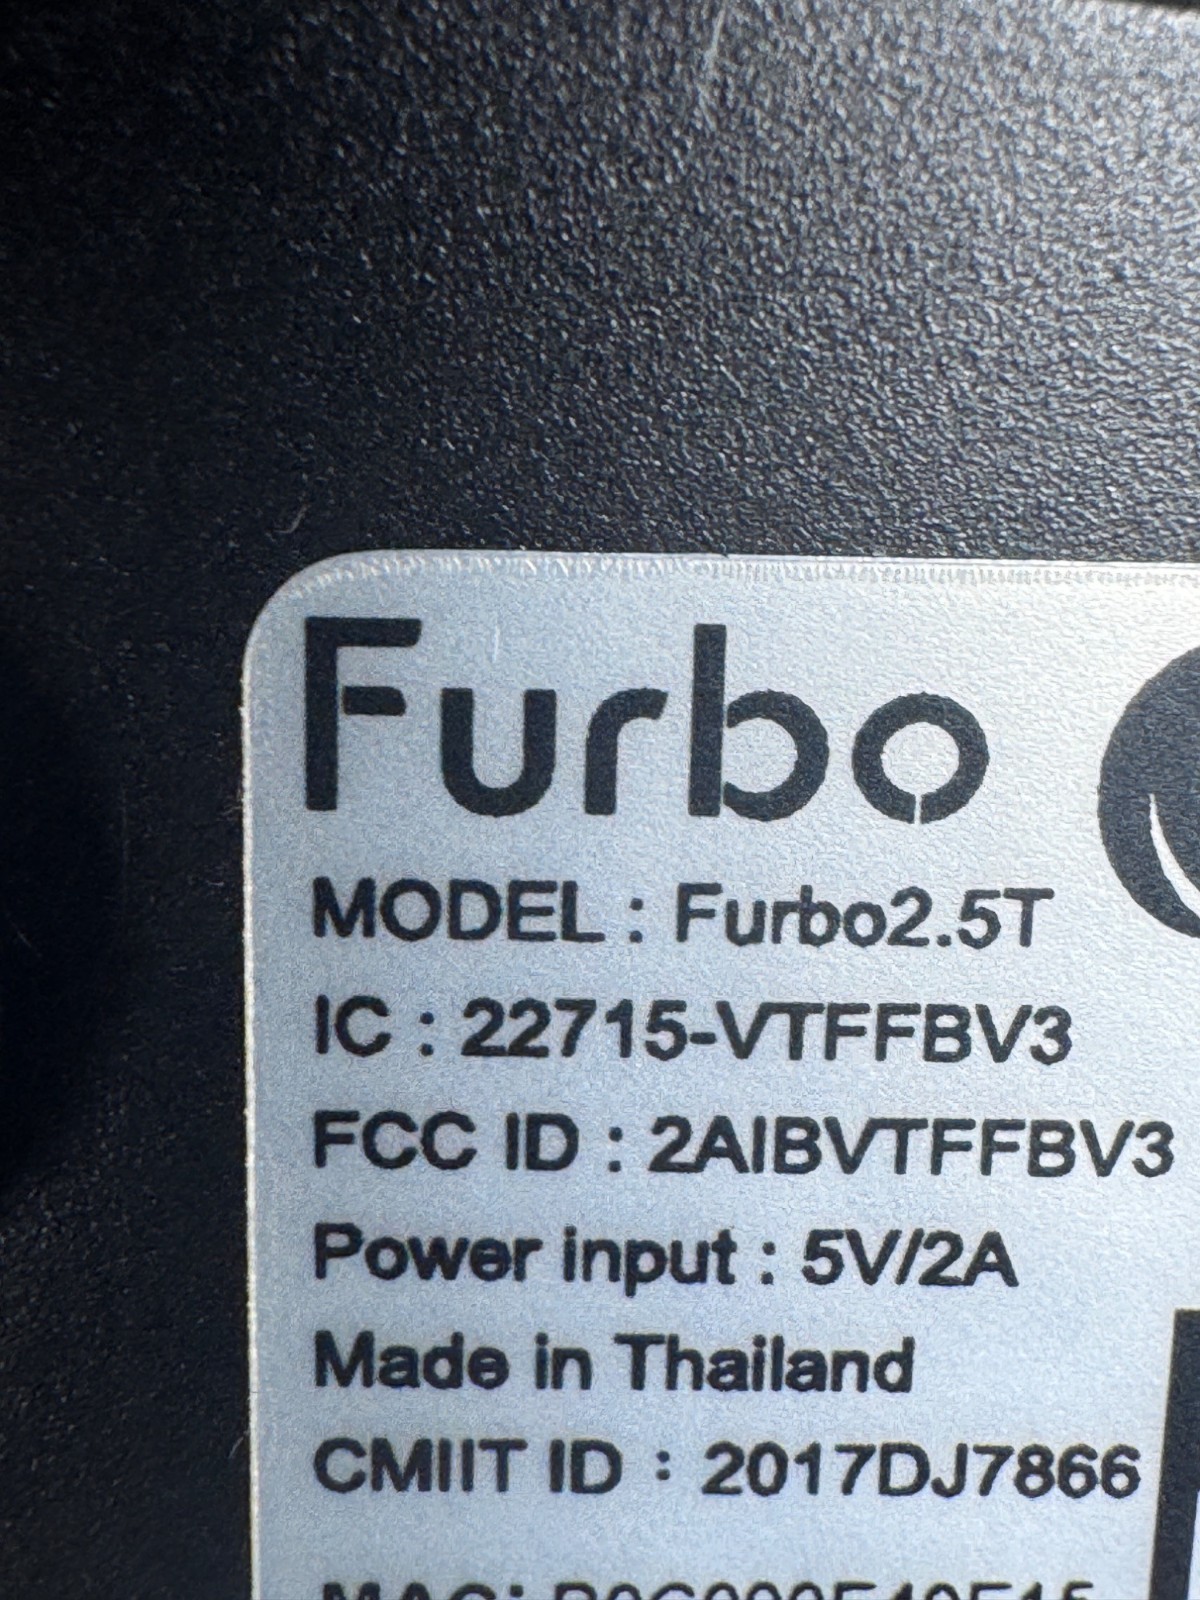 Furbo
MODEL : Furbo2.5T
IC : 22715-VTFFBV3
FCC ID : 2AIBVTFFBV3
Power input : 5V/2A
Made in Thailand
CMIIT ID : 2017DJ7866
MAC: